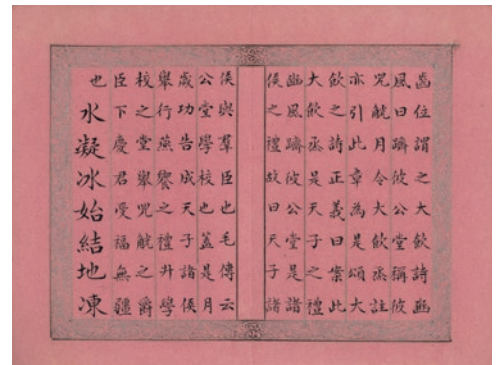 齒位謂之大飲詩豳
風曰躋彼公堂稱彼
兕觥月令大飲烝註
亦引此章為是頌大
飲之詩正義曰案此
大飲烝是天子之禮
豳風躋彼公堂是諸
侯之禮故曰天子諸
侯與羣臣也毛傳云
公堂學校也蓋是月
歲功告成天子諸侯
舉行燕饗之禮升學
校之堂舉兕觥之爵
臣下慶君受福無疆
也水凝冰始結地凍